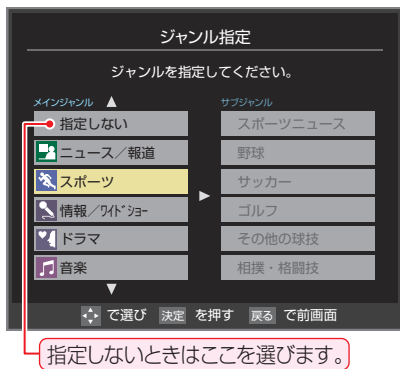 ジャンル指定
ジャンルを指定してください。
メインジャンル
指定しない
ニュース／報道
スポーツ
情報／ワイドショー
ドラマ
音楽
サブジャンル
スポーツニュース
野球
サッカー
ゴルフ
その他の球技
相撲・格闘技
で選び 決定 を押す 戻る で前画面
指定しないときはここを選びます。